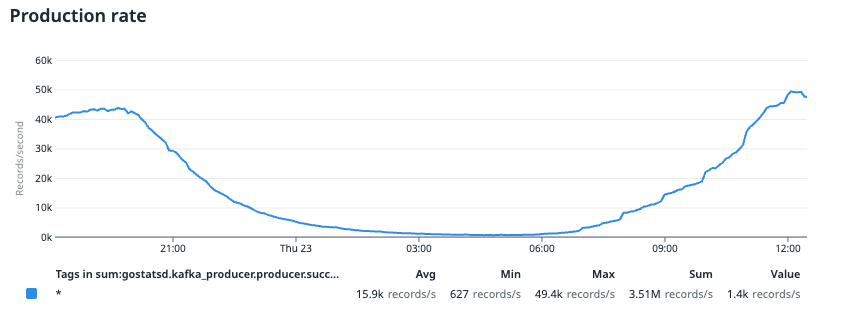 Production rate
60k
50k
40k
30k
20k
10k
0k
Records/second
21:00 Thu 23 03:00 06:00 09:00 12:00
Tags in sum:gostatsd.kafka_producer.producer.succ... Avg Min Max Sum Value
* 15.9k records/s 627 records/s 49.4k records/s 3.51M records/s 1.4k records/s